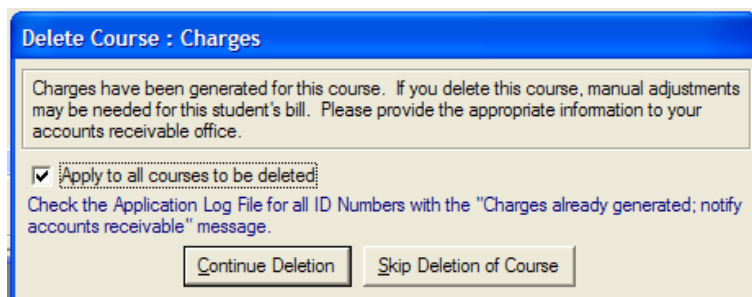 Delete Course : Charges
Charges have been generated for this course.  If you delete this course, manual adjustments
may be needed for this student's bill.  Please provide the appropriate information to your
accounts receivable office.
Apply to all courses to be deleted
Check the Application Log File for all ID Numbers with the "Charges already generated; notify
accounts receivable" message.
Continue Deletion Skip Deletion of Course